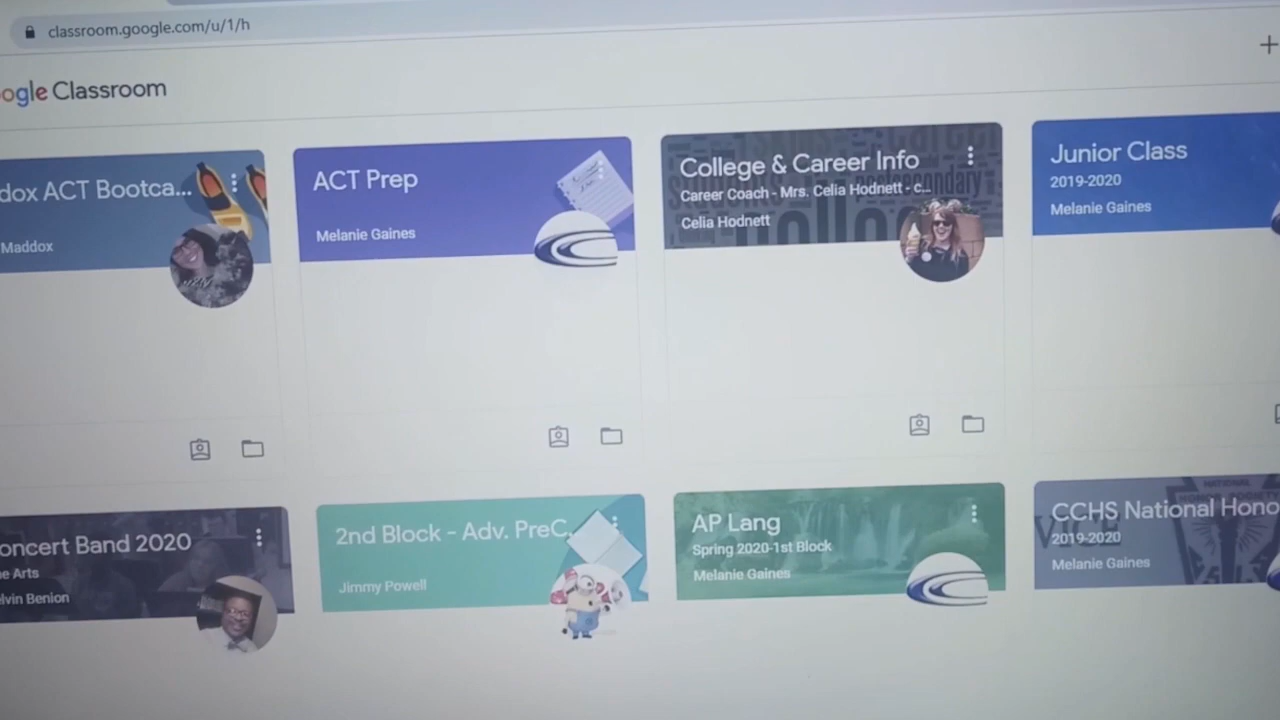 classroom.google.com/u/1/h
ogle Classroom
dox ACT Bootca...
Maddox
ACT Prep
Melanie Gaines
College & Career Info
Career Coach - Mrs. Celia Hodnett - c...
Celia Hodnett
Junior Class
2019-2020
Melanie Gaines
oncert Band 2020
e Arts
lvin Benion
2nd Block - Adv. PreC
Jimmy Powell
AP Lang
Spring 2020-1st Block
Melanie Gaines
CCHS National Hono
2019-2020
Melanie Gaines